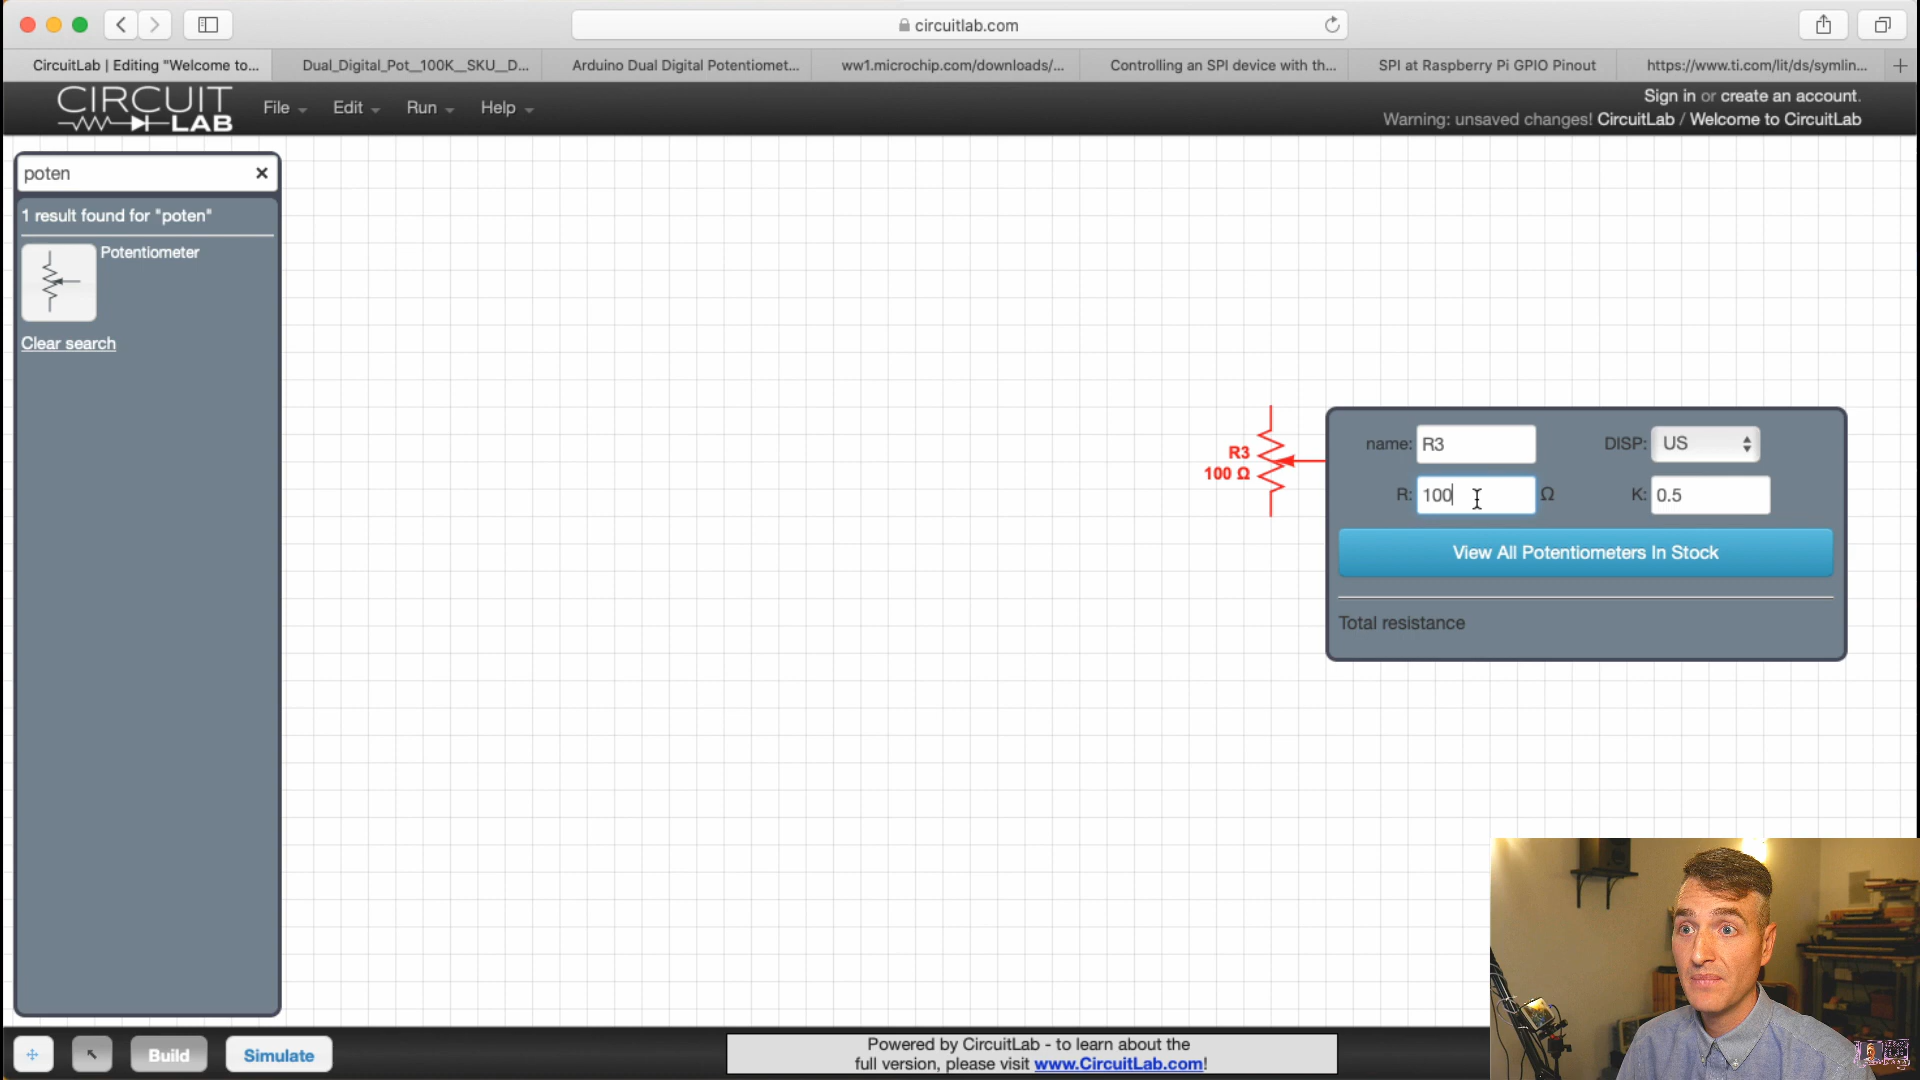 circuitlab.com
CircuitLab | Editing "Welcome to...
Dual_Digital_Pot__100K__SKU__D...
Arduino Dual Digital Potentiomet...
ww1.microchip.com/downloads/...
Controlling an SPI device with th...
SPI at Raspberry Pi GPIO Pinout
https://www.ti.com/lit/ds/symlin...
CIRCUIT
LAB
File
Edit
Run
Help
Sign in or create an account.
Warning: unsaved changes! CircuitLab / Welcome to CircuitLab
poten
1 result found for "poten"
Potentiometer
Clear search
R3
100 Ω
name: R3
DISP: US
R: 100 Ω
K: 0.5
View All Potentiometers In Stock
Total resistance
Build
Simulate
Powered by CircuitLab - to learn about the
full version, please visit www.CircuitLab.com!